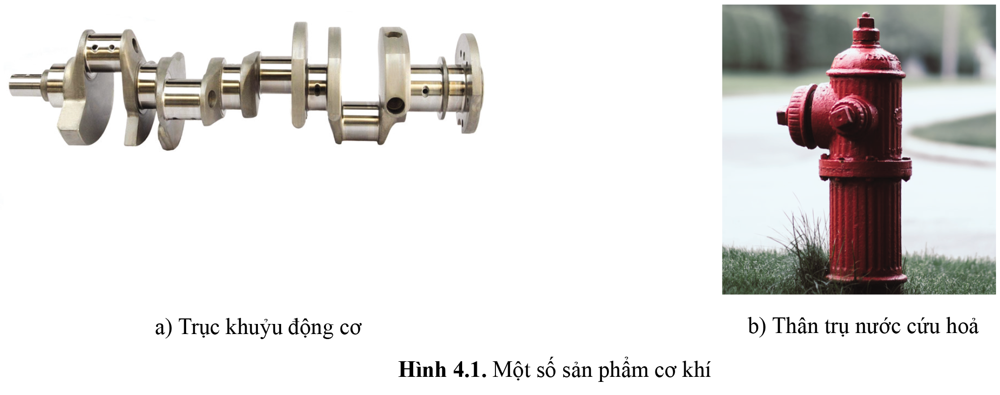 a) Trục khuỷu động cơ
b) Thân trụ nước cứu hoả
Hình 4.1. Một số sản phẩm cơ khí